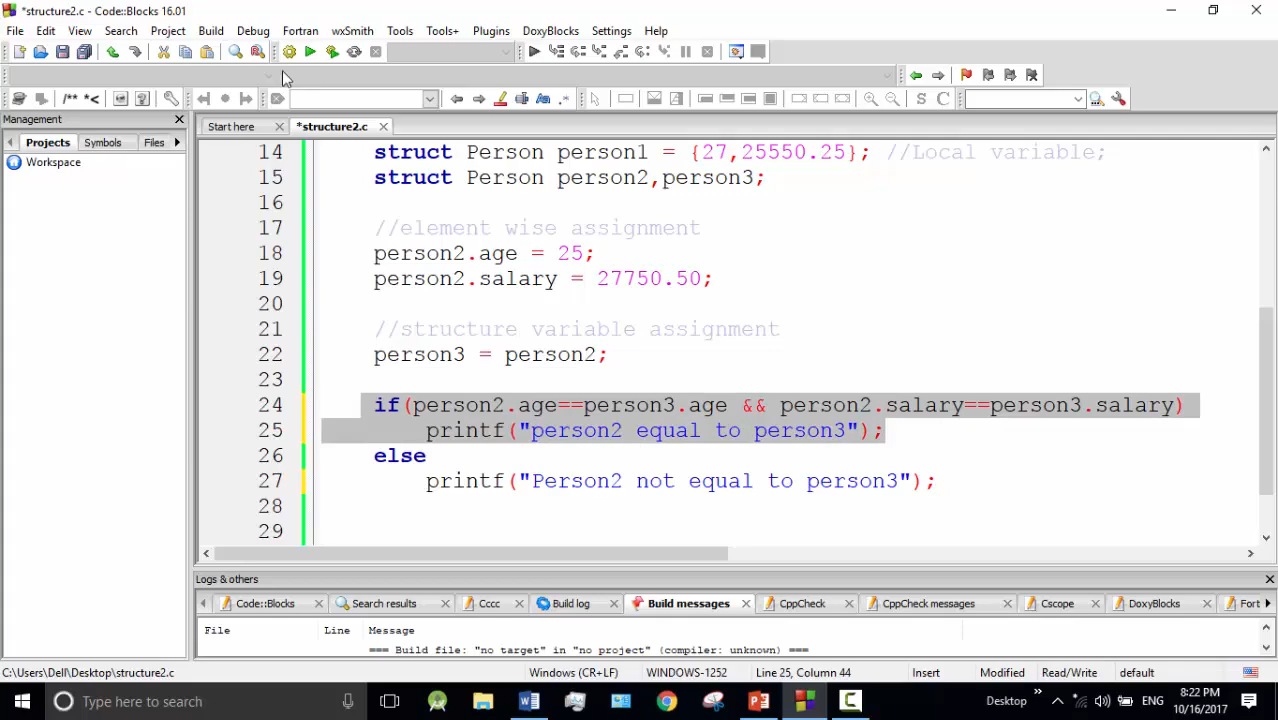 *structure2.c - Code::Blocks 16.01
File Edit View Search Project Build Debug Fortran wxSmith Tools Tools+ Plugins DoxyBlocks Settings Help
/** *< S C
Management
Projects Symbols Files
Workspace
Start here *structure2.c
14 struct Person person1 = {27,25550.25}; //Local variable;
15 struct Person person2,person3;
16
17 //element wise assignment
18 person2.age = 25;
19 person2.salary = 27750.50;
20
21 //structure variable assignment
22 person3 = person2;
23
24 if(person2.age==person3.age && person2.salary==person3.salary)
25 printf("person2 equal to person3");
26 else
27 printf("Person2 not equal to person3");
28
29
Logs & others
Code::Blocks Search results Cccc Build log Build messages CppCheck CppCheck messages Cscope DoxyBlocks Fort
File Line Message
=== Build file: "no target" in "no project" (compiler: unknown) ===
C:\Users\Dell\Desktop\structure2.c Windows (CR+LF) WINDOWS-1252 Line 25, Column 44 Insert Modified Read/Write default
Type here to search Desktop ENG 8:22 PM
10/16/2017